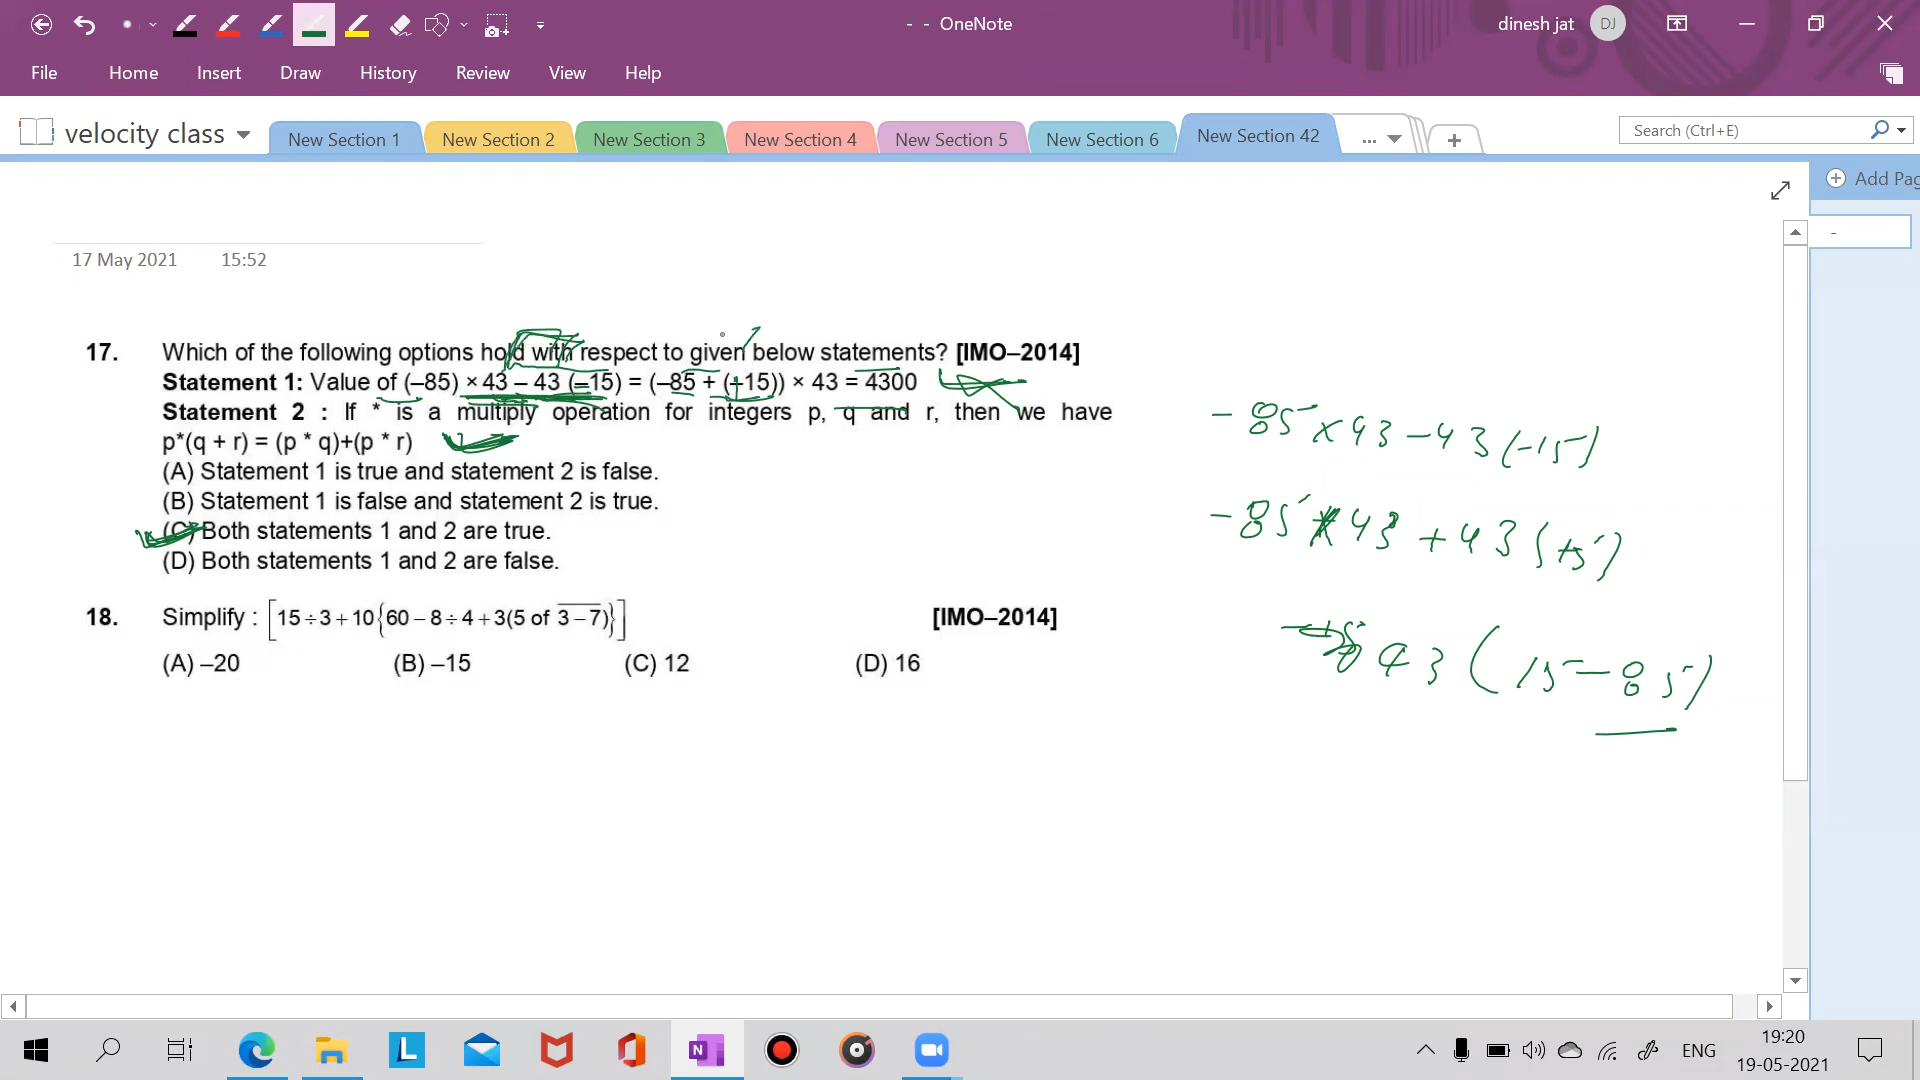 - - OneNote
dinesh jat
DJ
File Home Insert Draw History Review View Help
velocity class
New Section 1
New Section 2
New Section 3
New Section 4
New Section 5
New Section 6
New Section 42
...
Search (Ctrl+E)
Add Pag
-
17 May 2021 15:52
17. Which of the following options hold with respect to given below statements? [IMO–2014]
Statement 1: Value of (–85) × 43 – 43 (–15) = (–85 + (+15)) × 43 = 4300
Statement 2 : If * is a multiply operation for integers p, q and r, then we have
p*(q + r) = (p * q)+(p * r)
(A) Statement 1 is true and statement 2 is false.
(B) Statement 1 is false and statement 2 is true.
(C) Both statements 1 and 2 are true.
(D) Both statements 1 and 2 are false.
18. Simplify : [15 ÷ 3 + 10{60 – 8 ÷ 4 + 3(5 of 3 – 7)}] [IMO–2014]
(A) –20 (B) –15 (C) 12 (D) 16
-85 × 43 - 43 (-15)
-85 × 43 + 43 (15)
43 (15 - 85)
ENG
19:20
19-05-2021